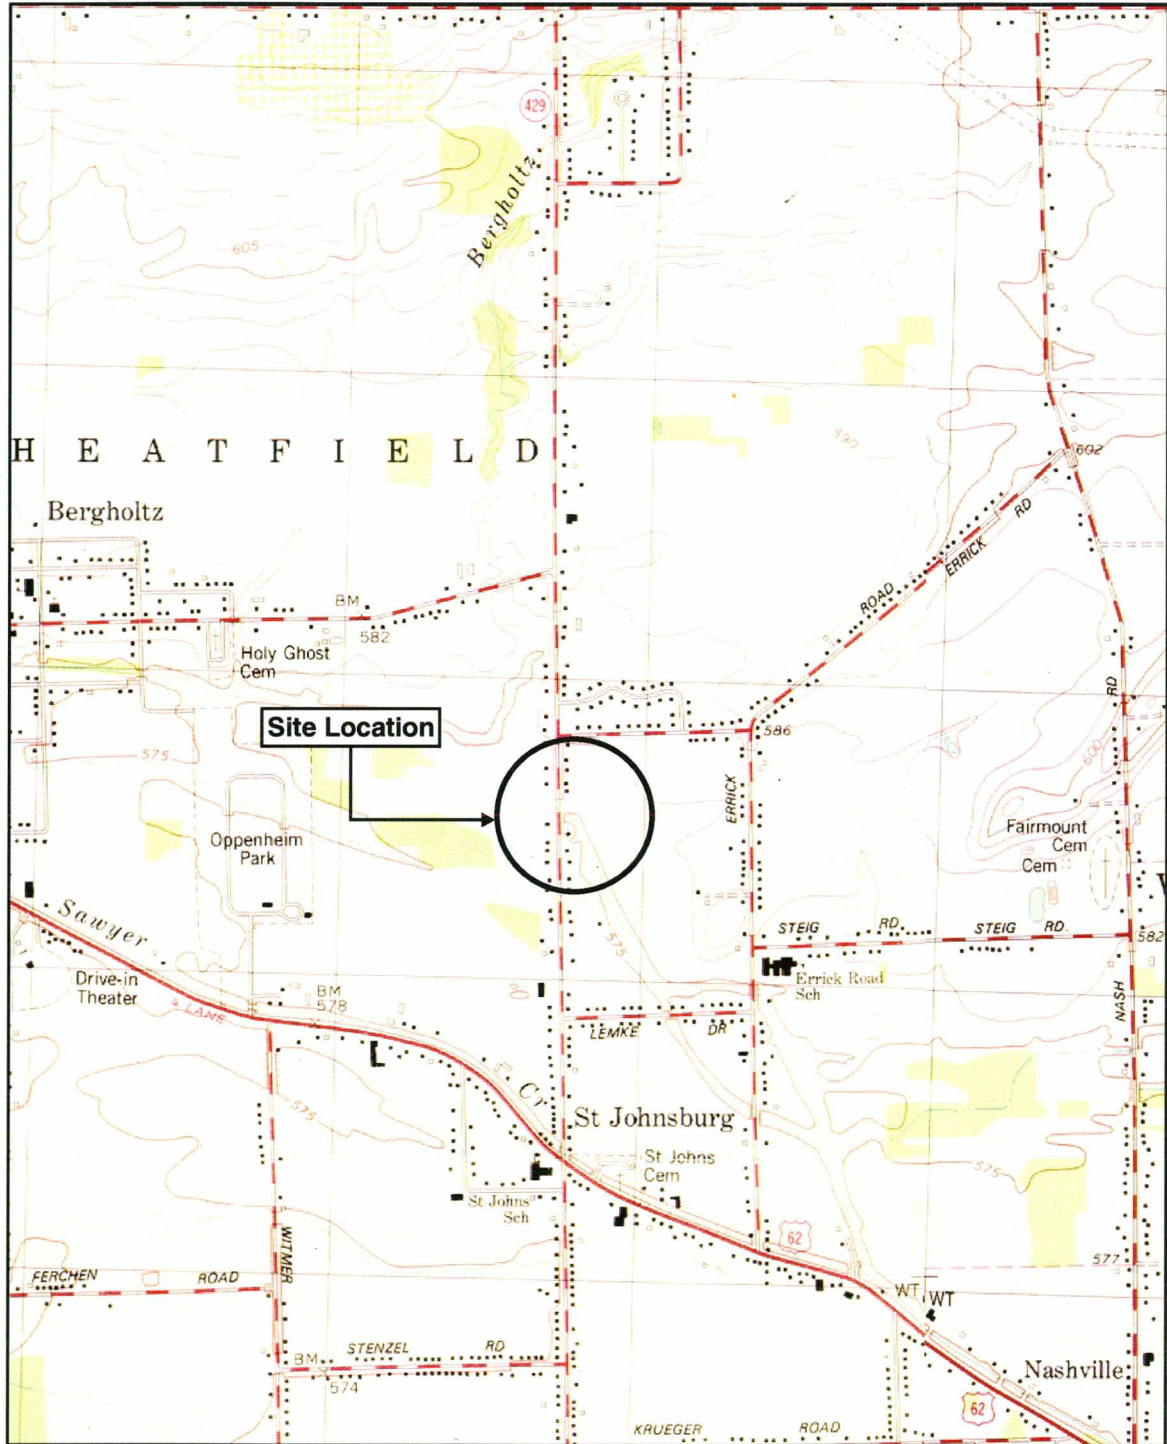 429
Bergholtz
605
HEATFIELD
590
602
Bergholtz
ERRICK RD
ROAD
BM
582
Holy Ghost
Cem
RD
Site Location
586
575
600
ERRICK
Oppenheim
Park
Fairmount
Cem
Cem
Sawyer
STEIG RD.
STEIG RD.
582
575
Drive-in
Theater
Errick Road
Sch
BM
578
4 LANE
NASH
LEMKE DR
Cr
575
St Johnsburg
St Johns
Cem
575
St Johns
Sch
62
WITMER
577
FERCHEN ROAD
WT
WT
STENZEL RD
BM
574
Nashville
62
KRUEGER ROAD